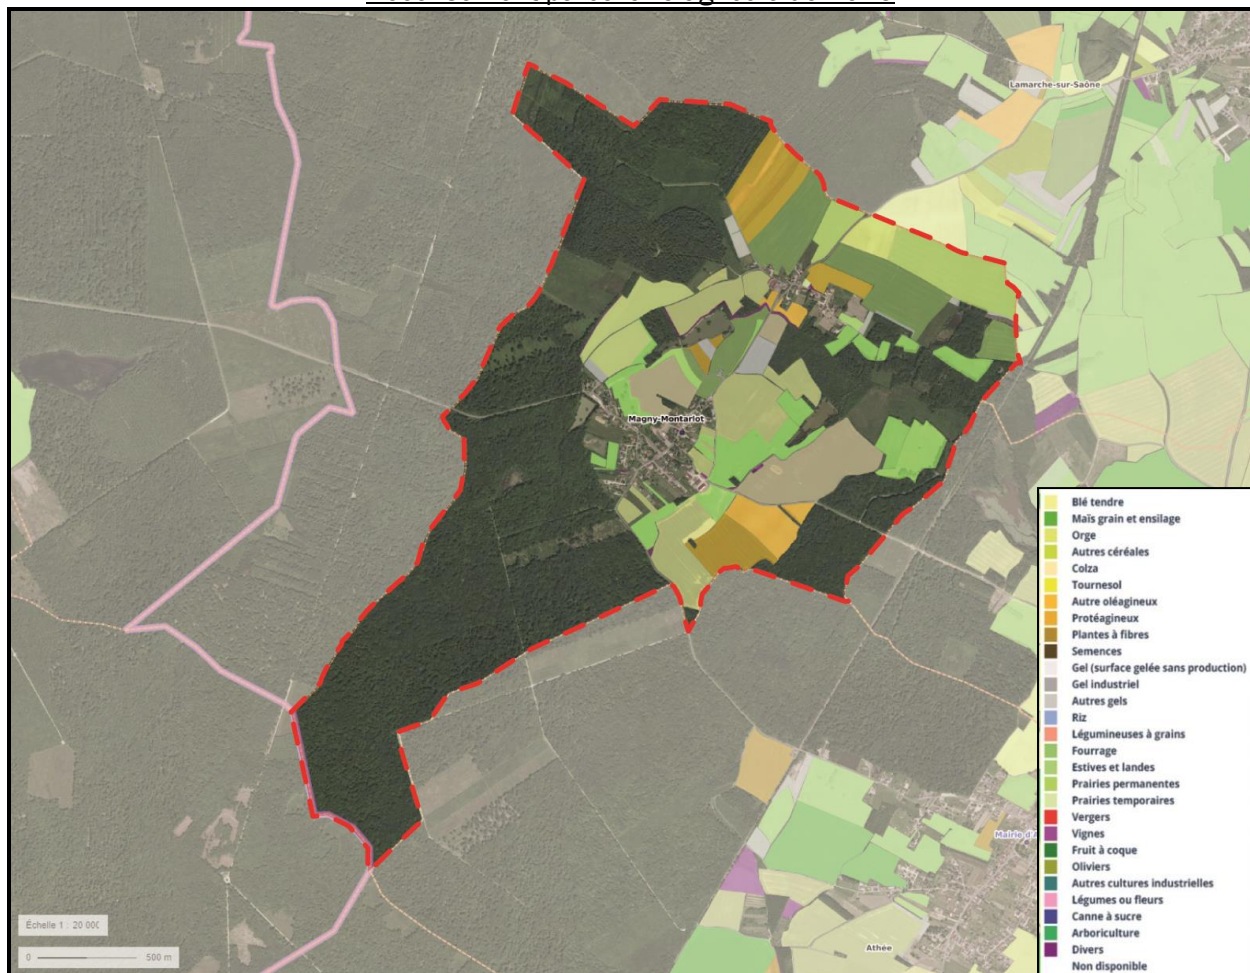 Lamarche-sur-Saône
Magny-Montarlot
Blé tendre
Maïs grain et ensilage
Orge
Autres céréales
Colza
Tournesol
Autre oléagineux
Protéagineux
Plantes à fibres
Semences
Gel (surface gelée sans production)
Gel industriel
Autres gels
Riz
Légumineuses à grains
Fourrage
Estives et landes
Prairies permanentes
Prairies temporaires
Vergers
Vignes
Fruit à coque
Oliviers
Autres cultures industrielles
Légumes ou fleurs
Canne à sucre
Arboriculture
Divers
Non disponible
Mairie
Athée
Échelle 1 : 20 000
0 500 m